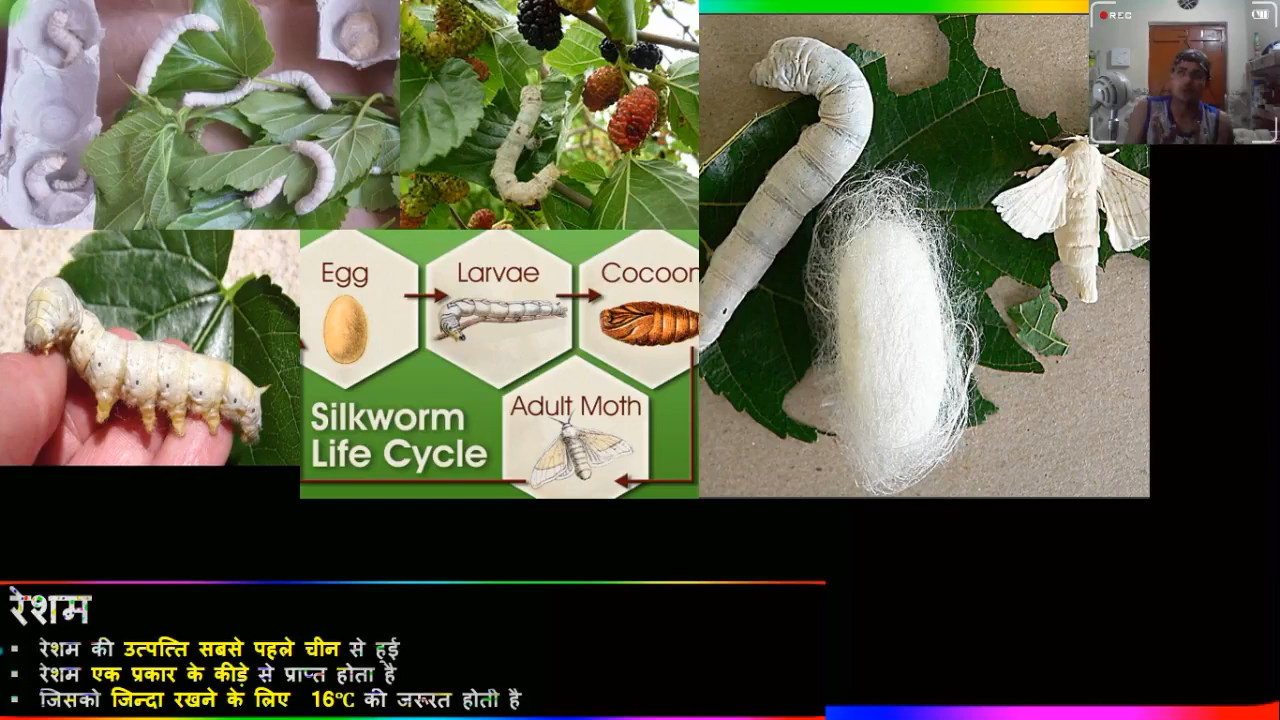 REC
Egg
Larvae
Cocoon
Adult Moth
Silkworm
Life Cycle
रेशम
▪ रेशम की उत्पत्ति सबसे पहले चीन से हूई
▪ रेशम एक प्रकार के कीड़े से प्राप्त होता है
▪ जिसको जिन्दा रखने के लिए 16℃ की जरूरत होती है